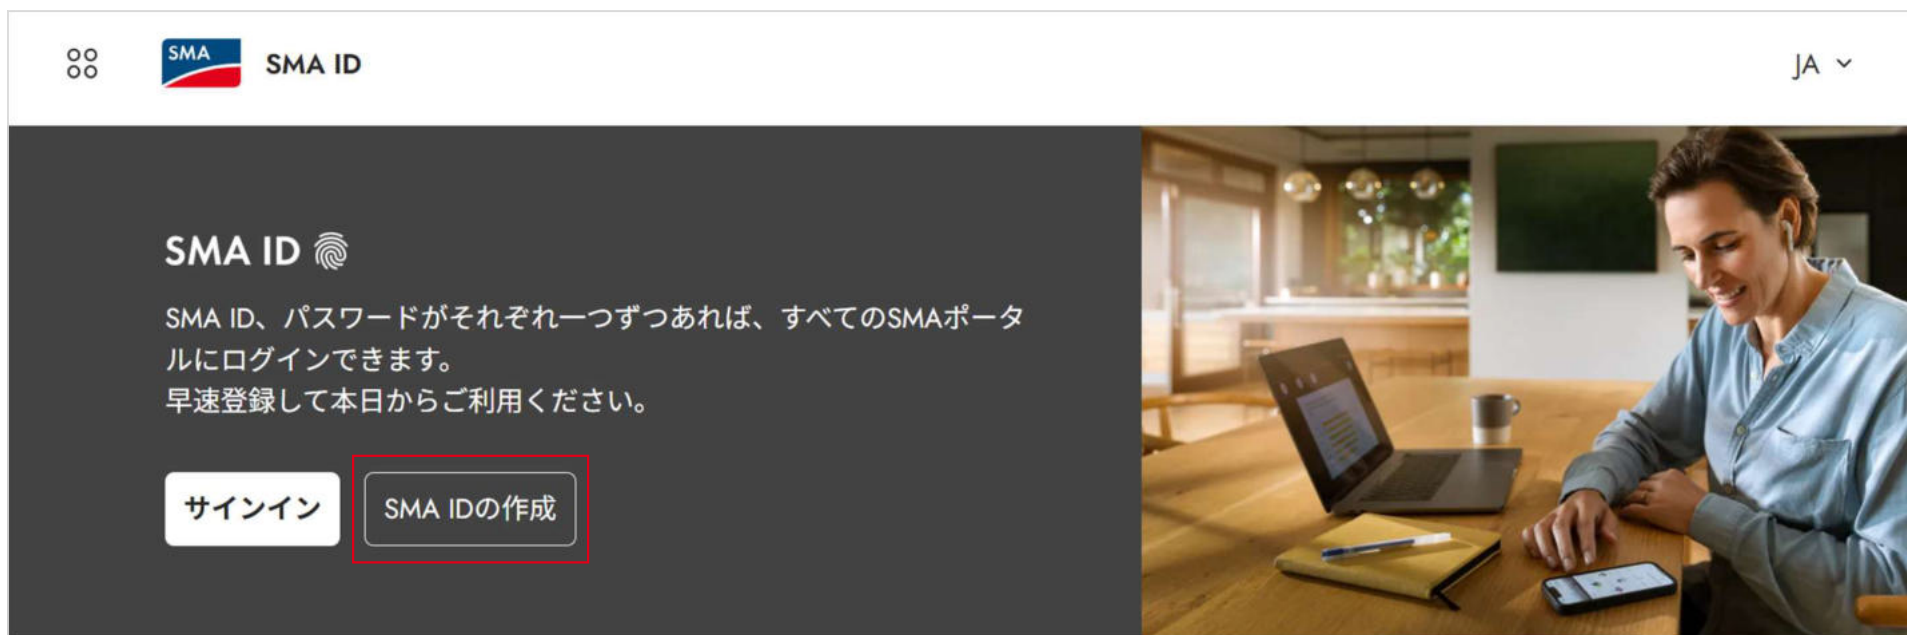 SMA
SMA ID
JA
SMA ID
SMA ID、パスワードがそれぞれ一つずつあれば、すべてのSMAポータ
ルにログインできます。
早速登録して本日からご利用ください。
サインイン
SMA IDの作成